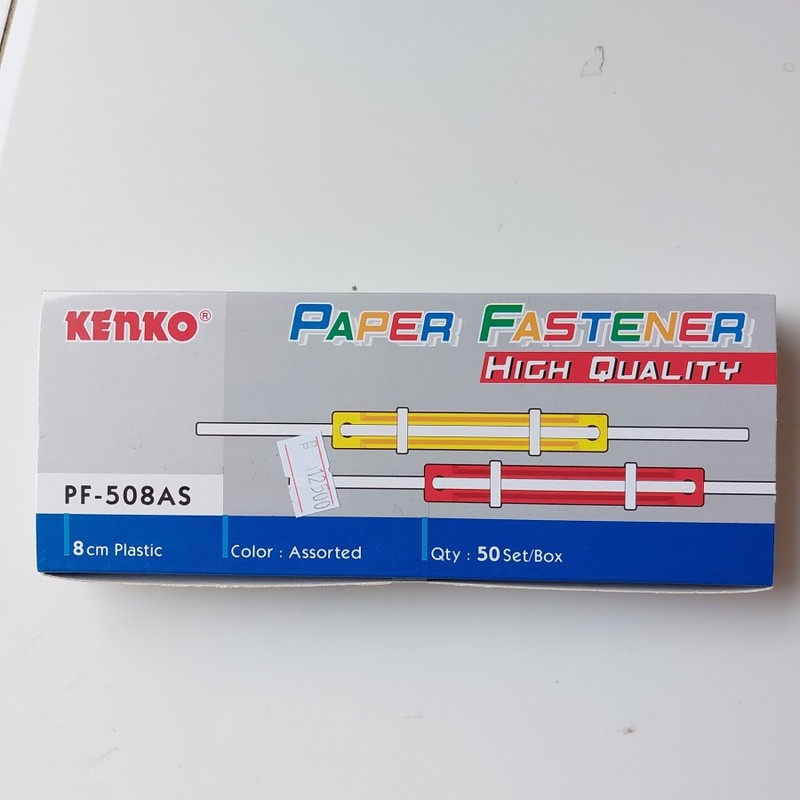 KENKO®
PAPER FASTENER
HIGH QUALITY
PF-508AS
8cm Plastic
Color : Assorted
Qty : 50 Set/Box